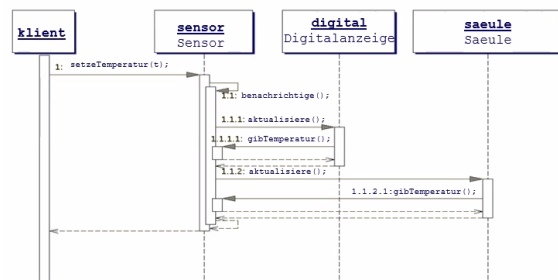 klient
sensor
Sensor
digital
Digitalanzeige
saeule
Saeule
1: setzeTemperatur(t);
1.1: benachrichtige();
1.1.1: aktualisiere();
1.1.1.1: gibTemperatur();
1.1.2: aktualisiere();
1.1.2.1:gibTemperatur();